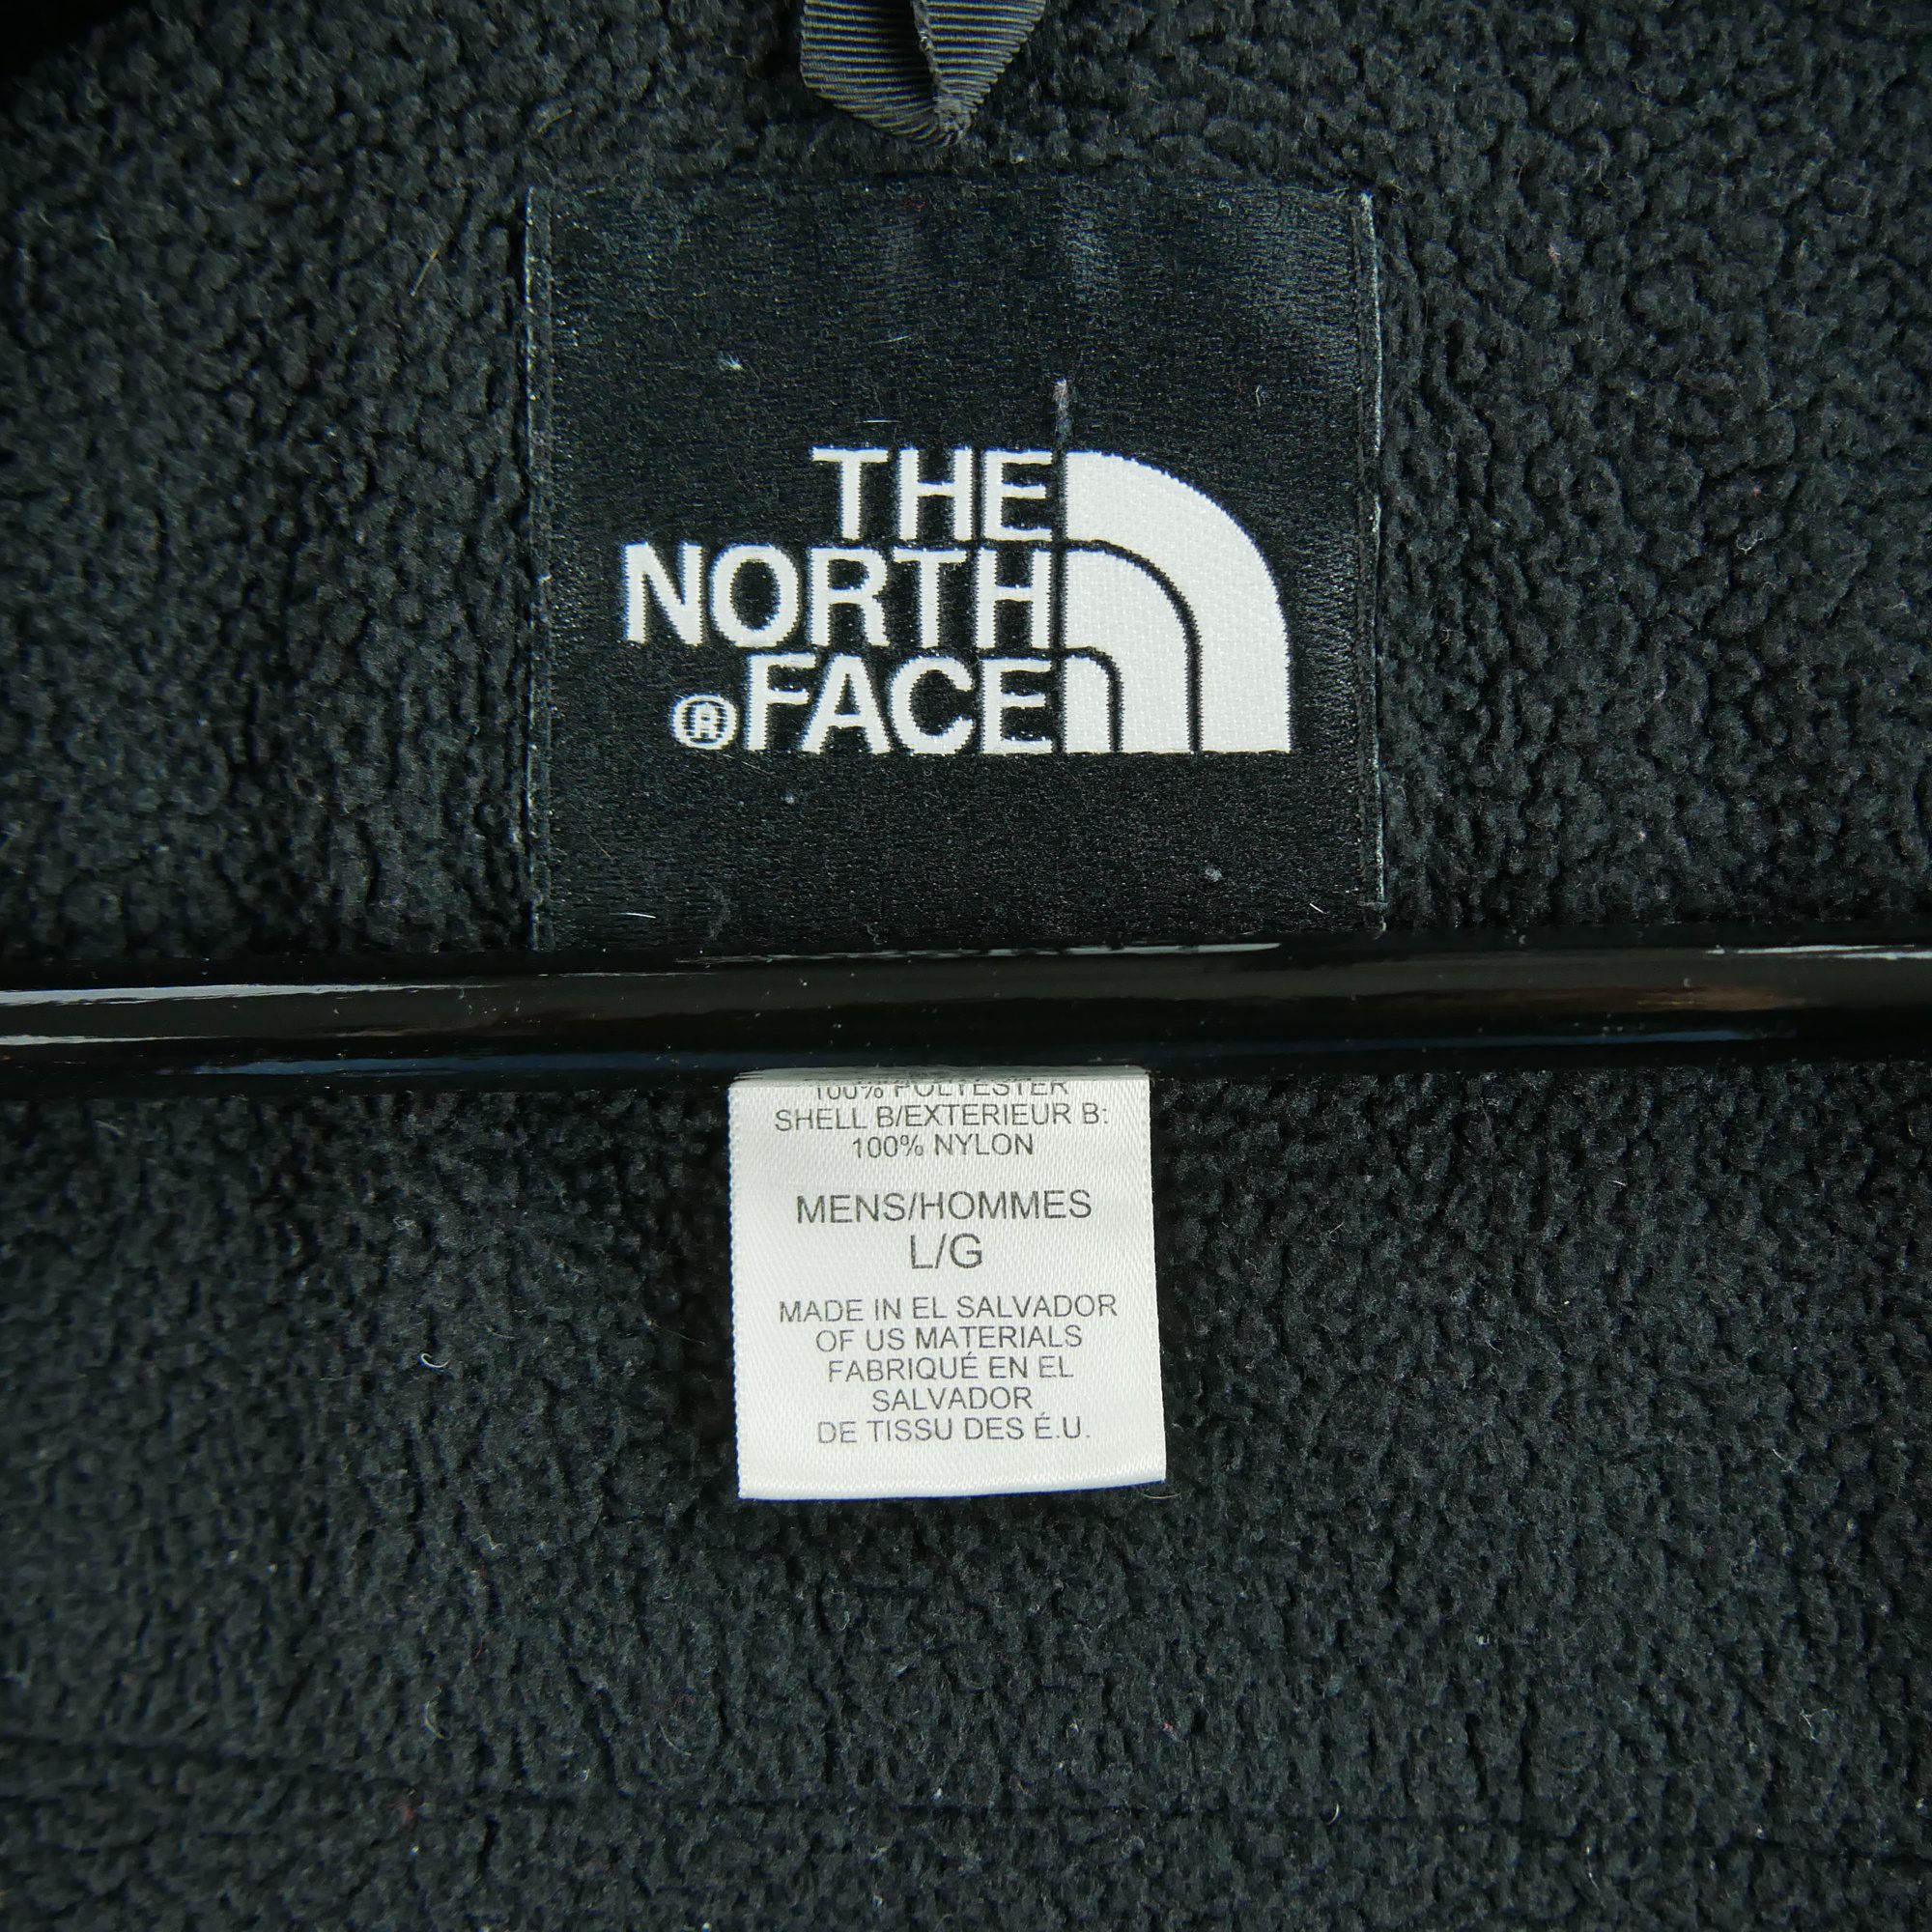 THE
NORTH
®FACE
100% POLYESTER
SHELL B/EXTERIEUR B:
100% NYLON
MENS/HOMMES
L/G
MADE IN EL SALVADOR
OF US MATERIALS
FABRIQUÉ EN EL
SALVADOR
DE TISSU DES É.U.